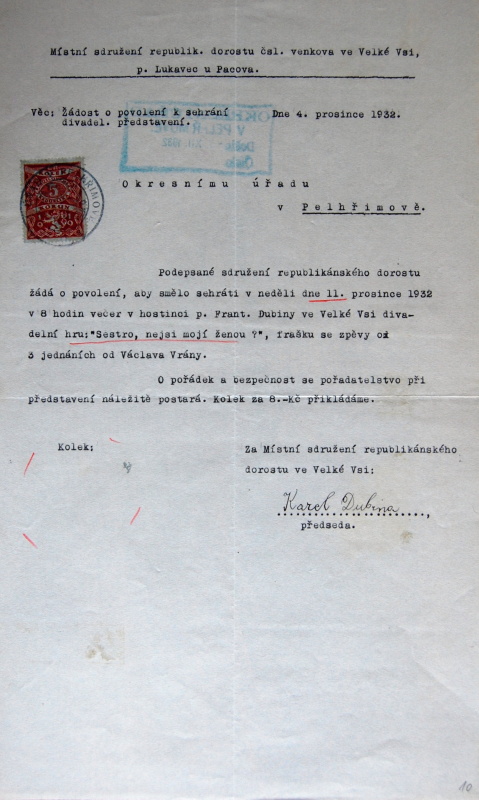 Místní sdružení republik. dorostu čsl. venkova ve Velké Vsi,
p. Lukavec u Pacova.
Věc; Žádost o povolení k sehrání
divadel. představení.
Dne 4. prosince 1932.
5
Okresnímu úřadu
v Pelhřimově.
Podepsané sdružení republikánského dorostu
žádá o povolení, aby smělo sehráti v neděli dne 11. prosince 1932
v 8 hodin večer v hostinci p. Frant. Dubiny ve Velké Vsi diva-
delní hru;"Sestro, nejsi mojí ženou ?", frašku se zpěvy o
3 jednáních od Václava Vrány.
O pořádek a bezpečnost se pořadatelstvo při
představení náležitě postará. Kolek za 8.-Kč přikládáme.
Kolek;
Za Místní sdružení republikánského
dorostu ve Velké Vsi;
Karel Dubina
předseda.
10